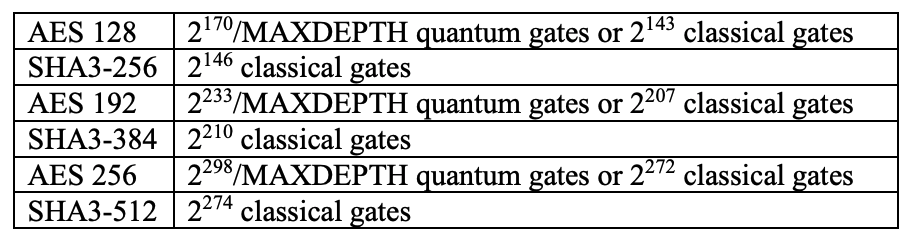 AES 128 2^170/MAXDEPTH quantum gates or 2^143 classical gates
SHA3-256 2^146 classical gates
AES 192 2^233/MAXDEPTH quantum gates or 2^207 classical gates
SHA3-384 2^210 classical gates
AES 256 2^298/MAXDEPTH quantum gates or 2^272 classical gates
SHA3-512 2^274 classical gates